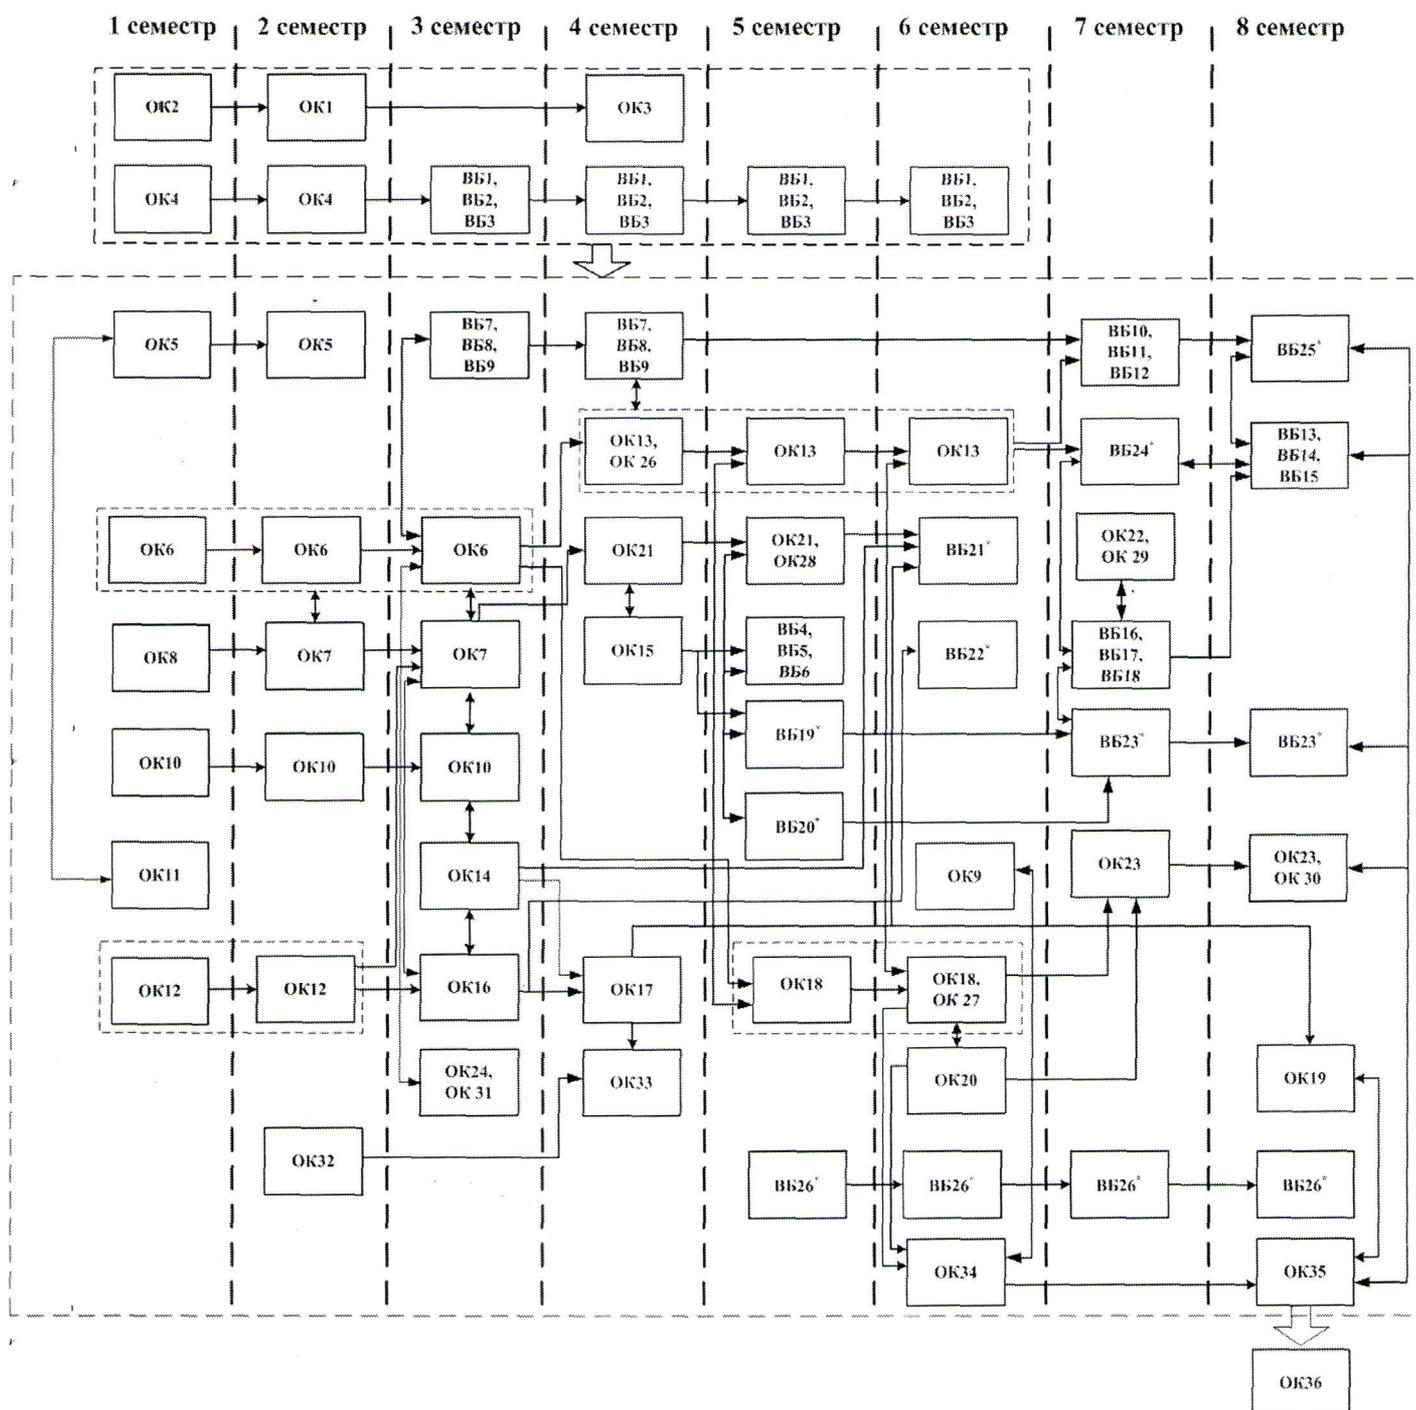 1 семестр
2 семестр
3 семестр
4 семестр
5 семестр
6 семестр
7 семестр
8 семестр
ОК2
ОК1
ОК3
ОК4
ОК4
ВБ1,
ВБ2,
ВБ3
ВБ1,
ВБ2,
ВБ3
ВБ1,
ВБ2,
ВБ3
ВБ1,
ВБ2,
ВБ3
ОК5
ОК5
ВБ7,
ВБ8,
ВБ9
ВБ7,
ВБ8,
ВБ9
ВБ10,
ВБ11,
ВБ12
ВБ25*
ОК13,
ОК 26
ОК13
ОК13
ВБ24*
ВБ13,
ВБ14,
ВБ15
ОК6
ОК6
ОК6
ОК21
ОК21,
ОК28
ВБ21*
ОК22,
ОК 29
ОК8
ОК7
ОК7
ОК15
ВБ4,
ВБ5,
ВБ6
ВБ22*
ВБ16,
ВБ17,
ВБ18
ОК10
ОК10
ОК10
ВБ19*
ВБ23*
ВБ23*
ВБ20*
ОК11
ОК14
ОК9
ОК23
ОК23,
ОК 30
ОК12
ОК12
ОК16
ОК17
ОК18
ОК18,
ОК 27
ОК24,
ОК 31
ОК33
ОК20
ОК19
ОК32
ВБ26*
ВБ26*
ВБ26*
ВБ26*
ОК34
ОК35
ОК36